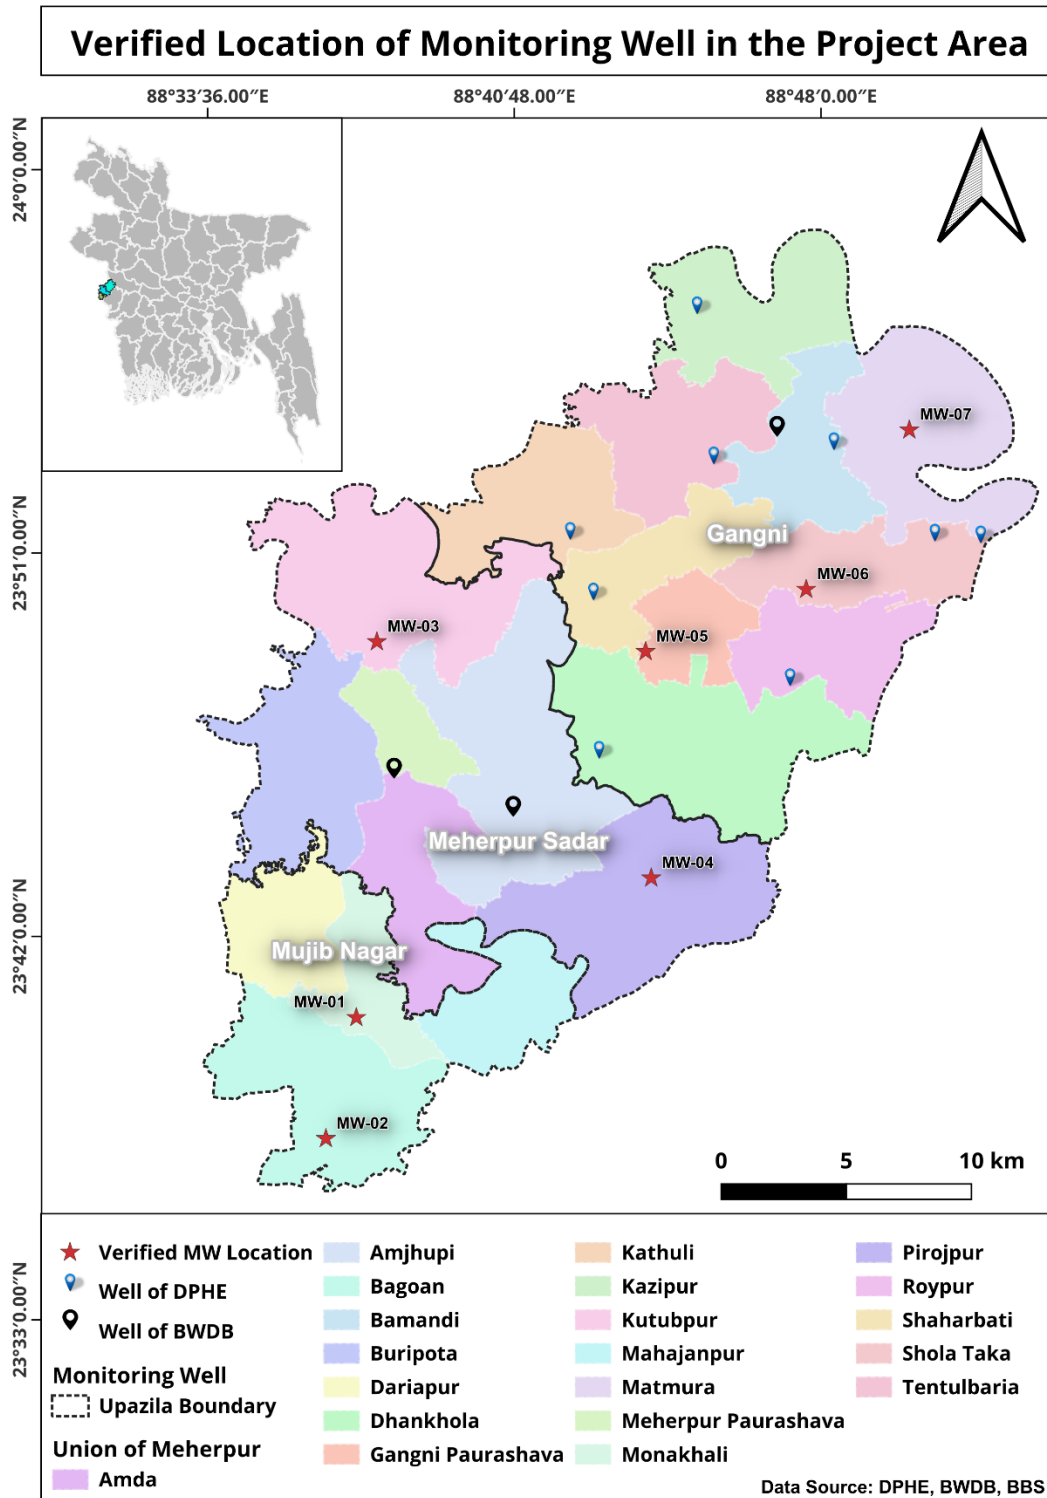 Verified Location of Monitoring Well in the Project Area
88°33′36.00″E 88°40′48.00″E 88°48′0.00″E
24°0′0.00″N
23°51′0.00″N
23°42′0.00″N
23°33′0.00″N
MW-07
Gangni
MW-06
MW-03
MW-05
Meherpur Sadar
MW-04
Mujib Nagar
MW-01
MW-02
0 5 10 km
Verified MW Location
Well of DPHE
Well of BWDB
Monitoring Well
Upazila Boundary
Union of Meherpur
Amda
Amjhupi
Bagoan
Bamandi
Buripota
Dariapur
Dhankhola
Gangni Paurashava
Kathuli
Kazipur
Kutubpur
Mahajanpur
Matmura
Meherpur Paurashava
Monakhali
Pirojpur
Roypur
Shaharbati
Shola Taka
Tentulbaria
Data Source: DPHE, BWDB, BBS